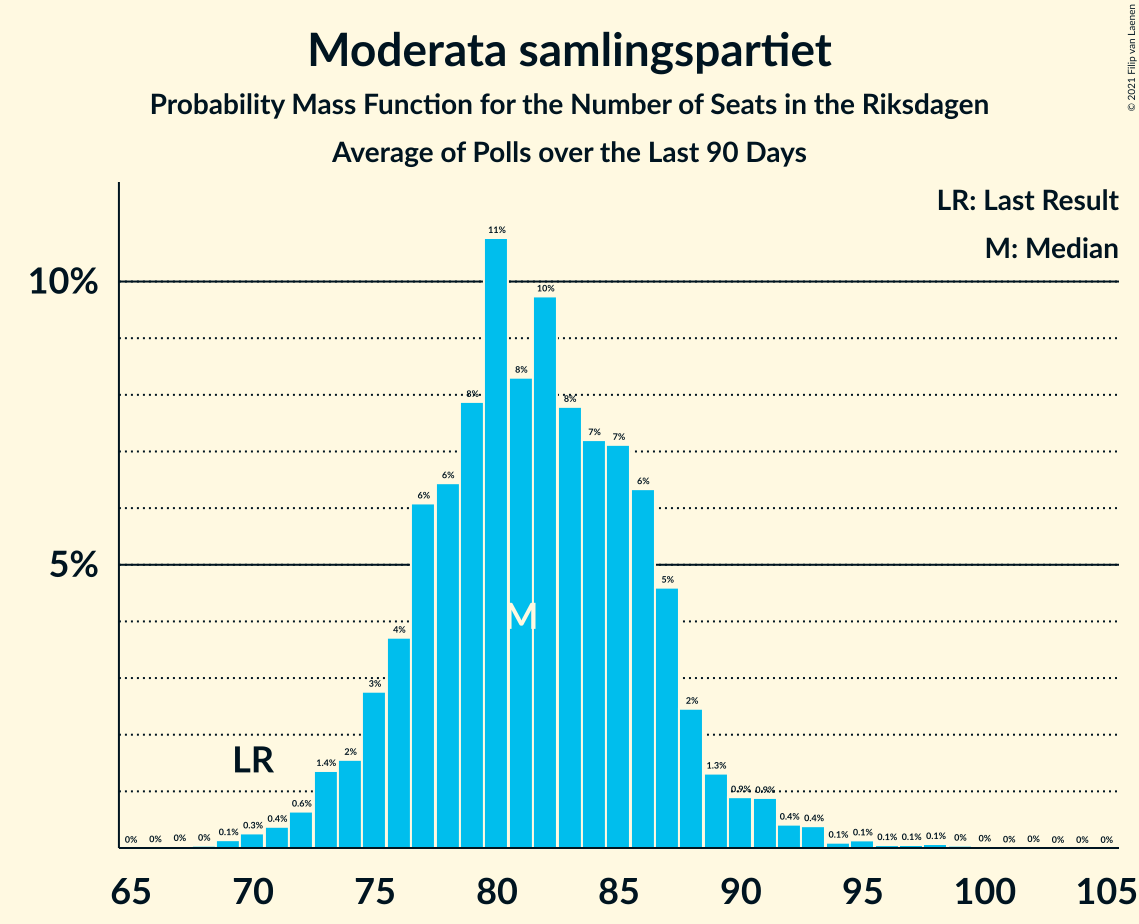 Moderata samlingspartiet
Probability Mass Function for the Number of Seats in the Riksdagen
Average of Polls over the Last 90 Days
© 2021 Filip van Laenen
LR: Last Result
M: Median
10%
5%
LR
M
0% 0% 0% 0% 0.1% 0.3% 0.4% 0.6% 1.4% 2% 3% 4% 6% 6% 8% 11% 8% 10% 8% 7% 7% 6% 5% 2% 1.3% 0.9% 0.9% 0.4% 0.4% 0.1% 0.1% 0.1% 0.1% 0.1% 0% 0% 0% 0% 0% 0% 0%
65 70 75 80 85 90 95 100 105